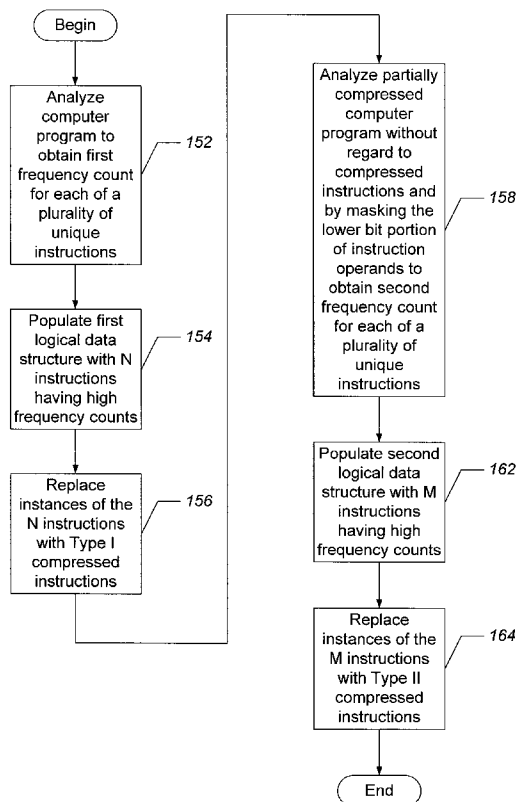 Begin
Analyze
computer
program to
obtain first
frequency count
for each of a
plurality of
unique
instructions
152
Populate first
logical data
structure with N
instructions
having high
frequency counts
154
Replace
instances of the
N instructions
with Type I
compressed
instructions
156
Analyze partially
compressed
computer
program without
regard to
compressed
instructions and
by masking the
lower bit portion
of instruction
operands to
obtain second
frequency count
for each of a
plurality of
unique
instructions
158
Populate second
logical data
structure with M
instructions
having high
frequency counts
162
Replace
instances of the
M instructions
with Type II
compressed
instructions
164
End